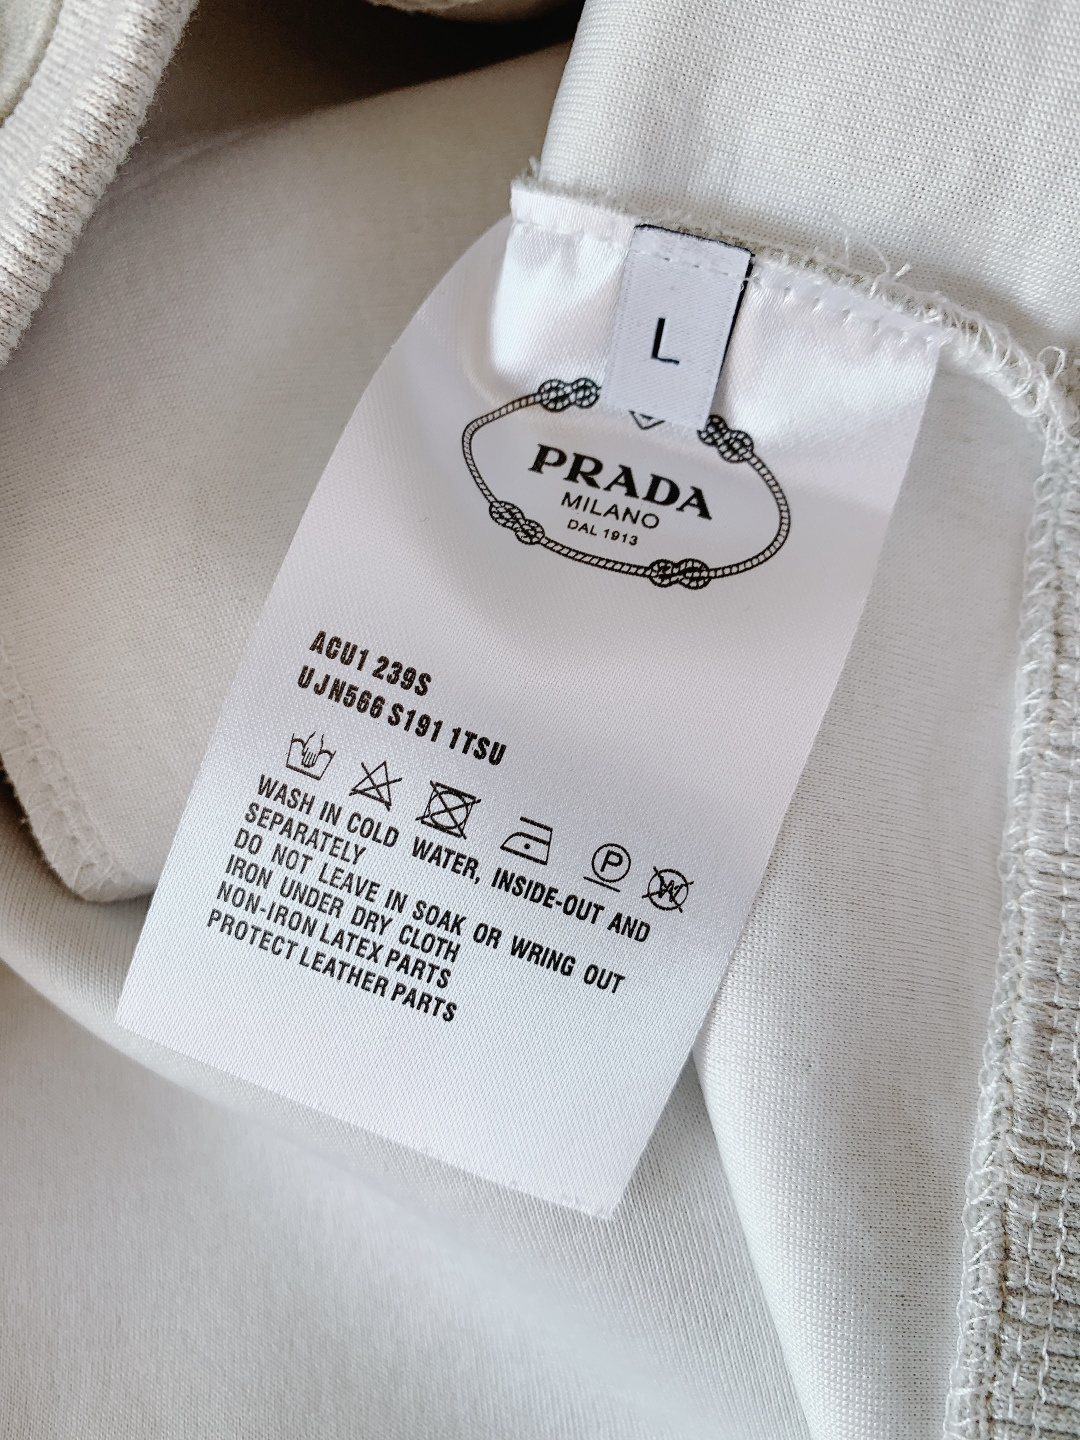 L
PRADA
MILANO
DAL 1913
ACU1 239S
UJN566 S191 1TSU
P
W
WASH IN COLD WATER, INSIDE-OUT AND
SEPARATELY
DO NOT LEAVE IN SOAK OR WRING OUT
IRON UNDER DRY CLOTH
NON-IRON LATEX PARTS
PROTECT LEATHER PARTS